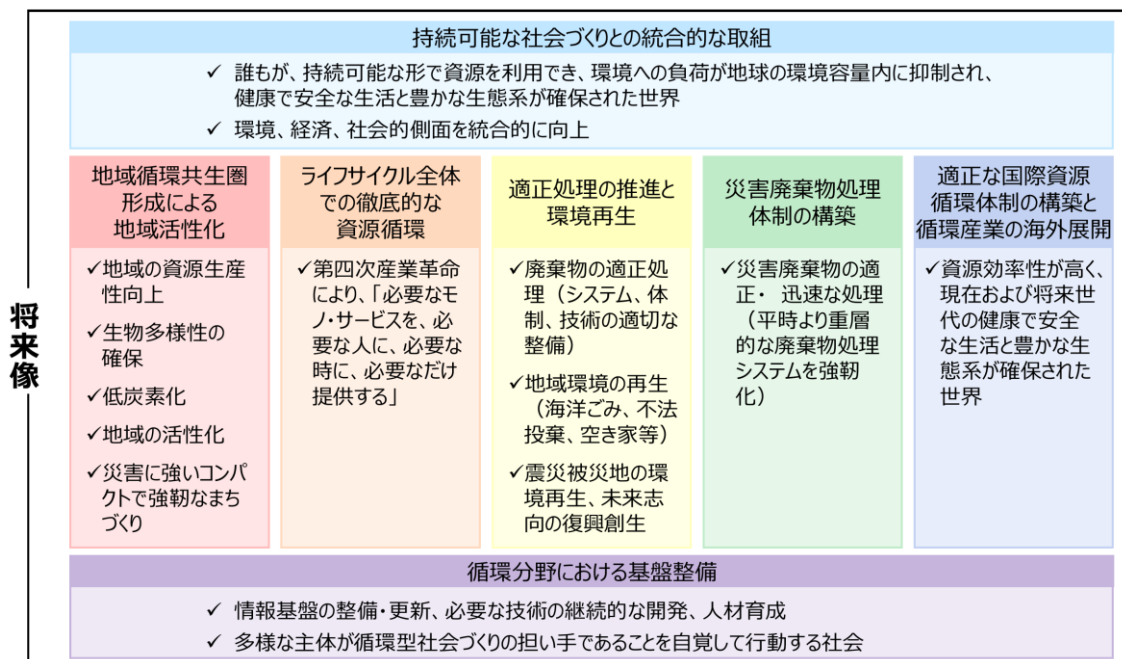 将来像
持続可能な社会づくりとの統合的な取組
✓ 誰もが、持続可能な形で資源を利用でき、環境への負荷が地球の環境容量内に抑制され、
健康で安全な生活と豊かな生態系が確保された世界
✓ 環境、経済、社会的側面を統合的に向上
地域循環共生圏
形成による
地域活性化
✓地域の資源生産
性向上
✓生物多様性の
確保
✓低炭素化
✓地域の活性化
✓災害に強いコンパ
クトで強靭なまち
づくり
ライフサイクル全体
での徹底的な
資源循環
✓第四次産業革命
により、「必要なモ
ノ・サービスを、必
要な人に、必要な
時に、必要なだけ
提供する」
適正処理の推進と
環境再生
✓廃棄物の適正処
理（システム、体
制、技術の適切な
整備）
✓地域環境の再生
（海洋ごみ、不法
投棄、空き家等）
✓震災被災地の環
境再生、未来志
向の復興創生
災害廃棄物処理
体制の構築
✓災害廃棄物の適
正・ 迅速な処理
（平時より重層
的な廃棄物処理
システムを強靭
化）
適正な国際資源
循環体制の構築と
循環産業の海外展開
✓資源効率性が高く、
現在および将来世
代の健康で安全
な生活と豊かな生
態系が確保された
世界
循環分野における基盤整備
✓ 情報基盤の整備・更新、必要な技術の継続的な開発、人材育成
✓ 多様な主体が循環型社会づくりの担い手であることを自覚して行動する社会